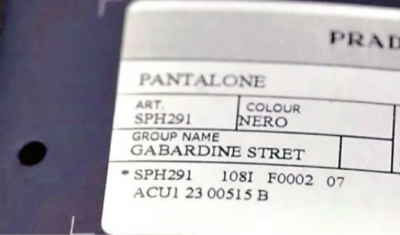 PRAD
PANTALONE
ART. COLOUR
SPH291 NERO
GROUP NAME
GABARDINE STRET
*SPH291 108I F0002 07
ACU1 23 00515 B